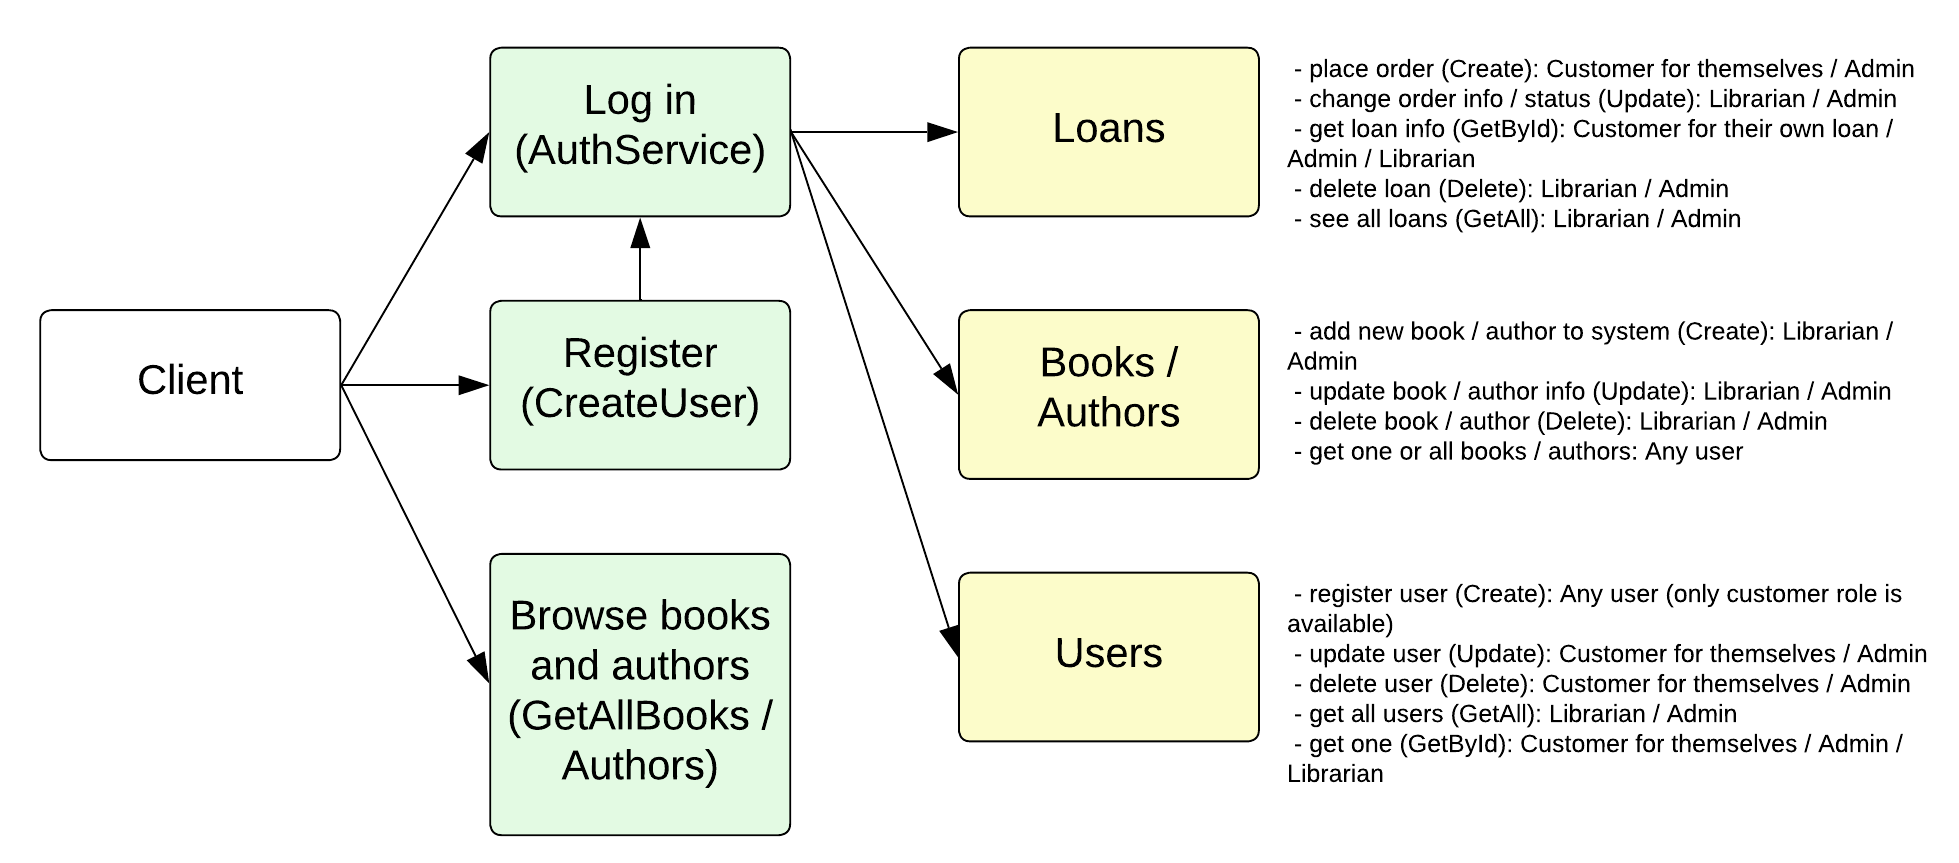 Client
Log in
(AuthService)
Register
(CreateUser)
Browse books
and authors
(GetAllBooks /
Authors)
Loans
- place order (Create): Customer for themselves / Admin
- change order info / status (Update): Librarian / Admin
- get loan info (GetById): Customer for their own loan /
Admin / Librarian
- delete loan (Delete): Librarian / Admin
- see all loans (GetAll): Librarian / Admin
Books /
Authors
- add new book / author to system (Create): Librarian /
Admin
- update book / author info (Update): Librarian / Admin
- delete book / author (Delete): Librarian / Admin
- get one or all books / authors: Any user
Users
- register user (Create): Any user (only customer role is
available)
- update user (Update): Customer for themselves / Admin
- delete user (Delete): Customer for themselves / Admin
- get all users (GetAll): Librarian / Admin
- get one (GetById): Customer for themselves / Admin /
Librarian